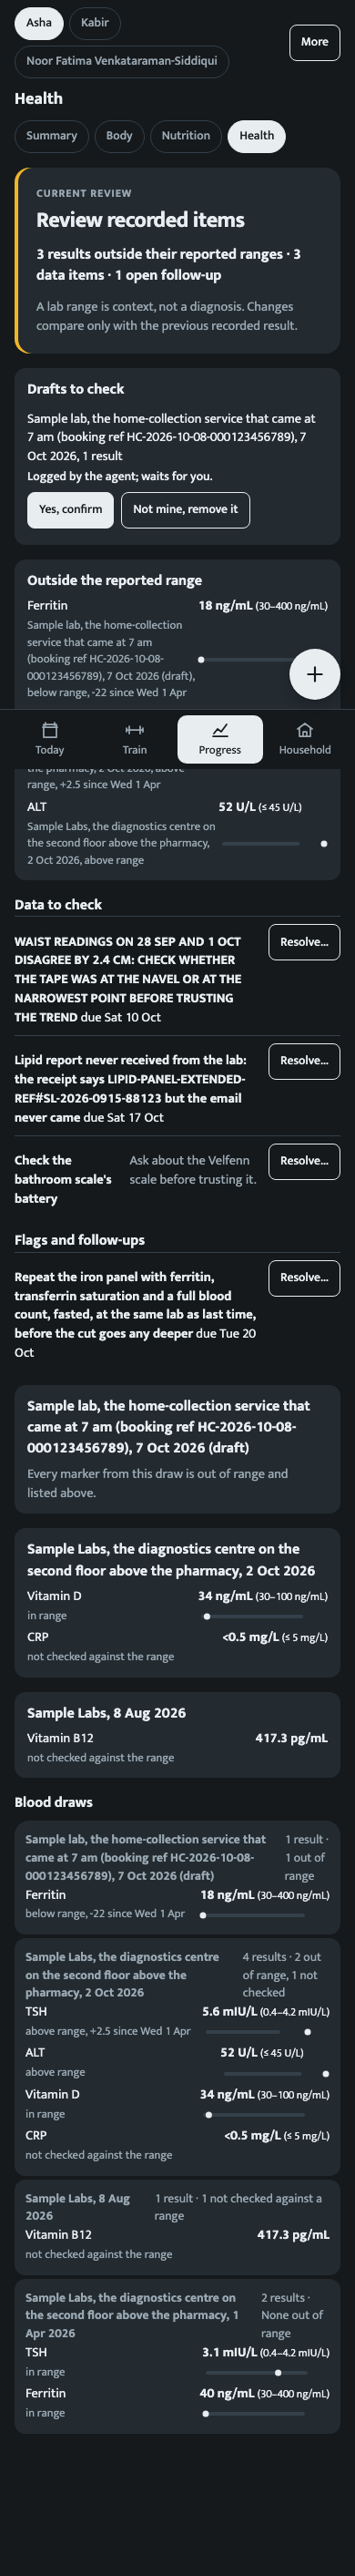 Asha
Kabir
More
Noor Fatima Venkataraman-Siddiqui
Health
Summary
Body
Nutrition
Health
CURRENT REVIEW
Review recorded items
3 results outside their reported ranges · 3
data items · 1 open follow-up
A lab range is context, not a diagnosis. Changes
compare only with the previous recorded result.
Drafts to check
Sample lab, the home-collection service that came at
7 am (booking ref HC-2026-10-08-000123456789), 7
Oct 2026, 1 result
Logged by the agent; waits for you.
Yes, confirm
Not mine, remove it
Outside the reported range
Ferritin
18 ng/mL (30–400 ng/mL)
Sample lab, the home-collection
service that came at 7 am
(booking ref HC-2026-10-08-
000123456789), 7 Oct 2026 (draft),
below range, -22 since Wed 1 Apr
Today
Train
Progress
Household
the pharmacy, 2 Oct 2026, above
range, +2.5 since Wed 1 Apr
ALT
52 U/L (≤ 45 U/L)
Sample Labs, the diagnostics centre on
the second floor above the pharmacy,
2 Oct 2026, above range
Data to check
WAIST READINGS ON 28 SEP AND 1 OCT
DISAGREE BY 2.4 CM: CHECK WHETHER
THE TAPE WAS AT THE NAVEL OR AT THE
NARROWEST POINT BEFORE TRUSTING
THE TREND due Sat 10 Oct
Resolve...
Lipid report never received from the lab:
the receipt says LIPID-PANEL-EXTENDED-
REF#SL-2026-0915-88123 but the email
never came due Sat 17 Oct
Resolve...
Check the
bathroom scale's
battery
Ask about the Velfenn
scale before trusting it.
Resolve...
Flags and follow-ups
Repeat the iron panel with ferritin,
transferrin saturation and a full blood
count, fasted, at the same lab as last time,
before the cut goes any deeper due Tue 20
Oct
Resolve...
Sample lab, the home-collection service that
came at 7 am (booking ref HC-2026-10-08-
000123456789), 7 Oct 2026 (draft)
Every marker from this draw is out of range and
listed above.
Sample Labs, the diagnostics centre on the
second floor above the pharmacy, 2 Oct 2026
Vitamin D
34 ng/mL (30–100 ng/mL)
in range
CRP
<0.5 mg/L (≤ 5 mg/L)
not checked against the range
Sample Labs, 8 Aug 2026
Vitamin B12
417.3 pg/mL
not checked against the range
Blood draws
Sample lab, the home-collection service that
came at 7 am (booking ref HC-2026-10-08-
000123456789), 7 Oct 2026 (draft)
1 result ·
1 out of
range
Ferritin
18 ng/mL (30–400 ng/mL)
below range, -22 since Wed 1 Apr
Sample Labs, the diagnostics centre
on the second floor above the
pharmacy, 2 Oct 2026
4 results · 2 out
of range, 1 not
checked
TSH
5.6 mIU/L (0.4–4.2 mIU/L)
above range, +2.5 since Wed 1 Apr
ALT
52 U/L (≤ 45 U/L)
above range
Vitamin D
34 ng/mL (30–100 ng/mL)
in range
CRP
<0.5 mg/L (≤ 5 mg/L)
not checked against the range
Sample Labs, 8 Aug
2026
1 result · 1 not checked against a
range
Vitamin B12
417.3 pg/mL
not checked against the range
Sample Labs, the diagnostics centre on
the second floor above the pharmacy, 1
Apr 2026
2 results ·
None out of
range
TSH
3.1 mIU/L (0.4–4.2 mIU/L)
in range
Ferritin
40 ng/mL (30–400 ng/mL)
in range